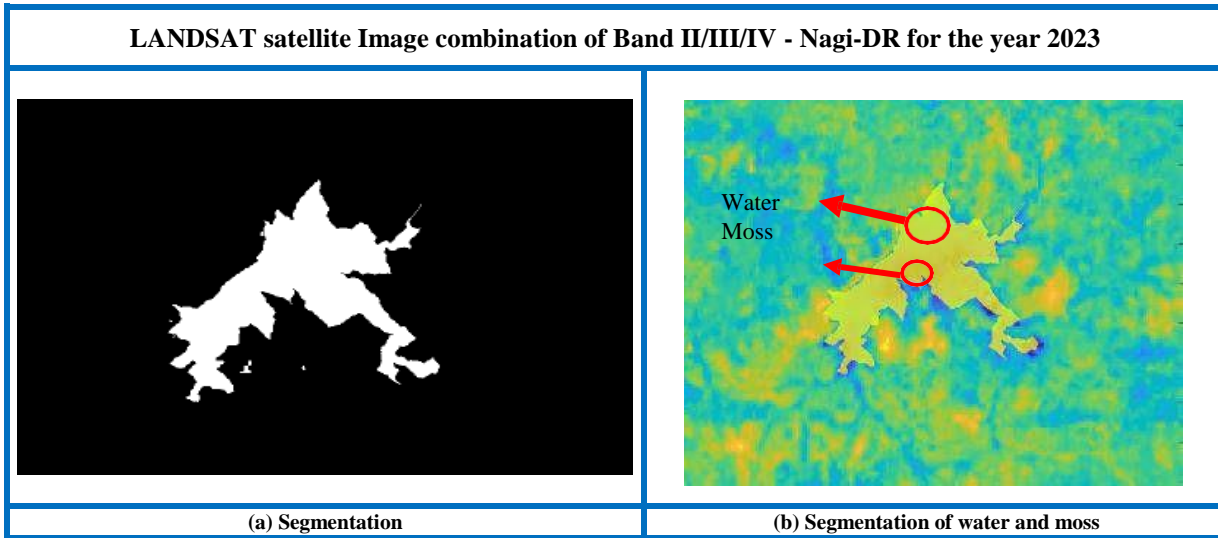 LANDSAT satellite Image combination of Band II/III/IV - Nagi-DR for the year 2023
Water
Moss
(a) Segmentation
(b) Segmentation of water and moss